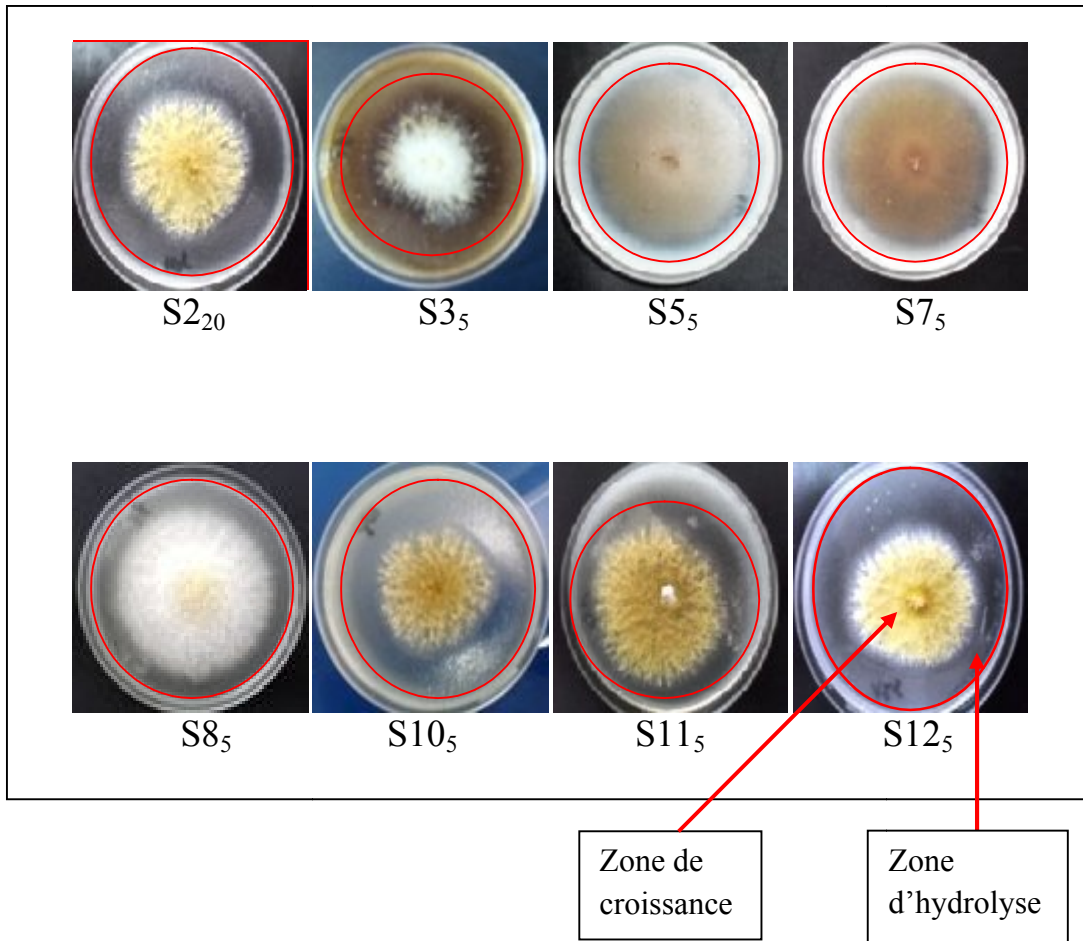 S2₂₀ S3₅ S5₅ S7₅
S8₅ S10₅ S11₅ S12₅
Zone de
croissance
Zone
d’hydrolyse